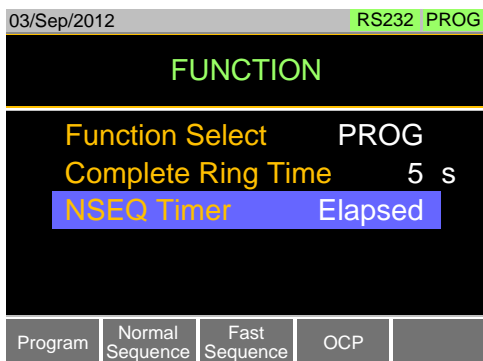 03/Sep/2012 RS232 PROG
FUNCTION
Function Select PROG
Complete Ring Time 5 s
NSEQ Timer Elapsed
Program Normal Sequence Fast Sequence OCP